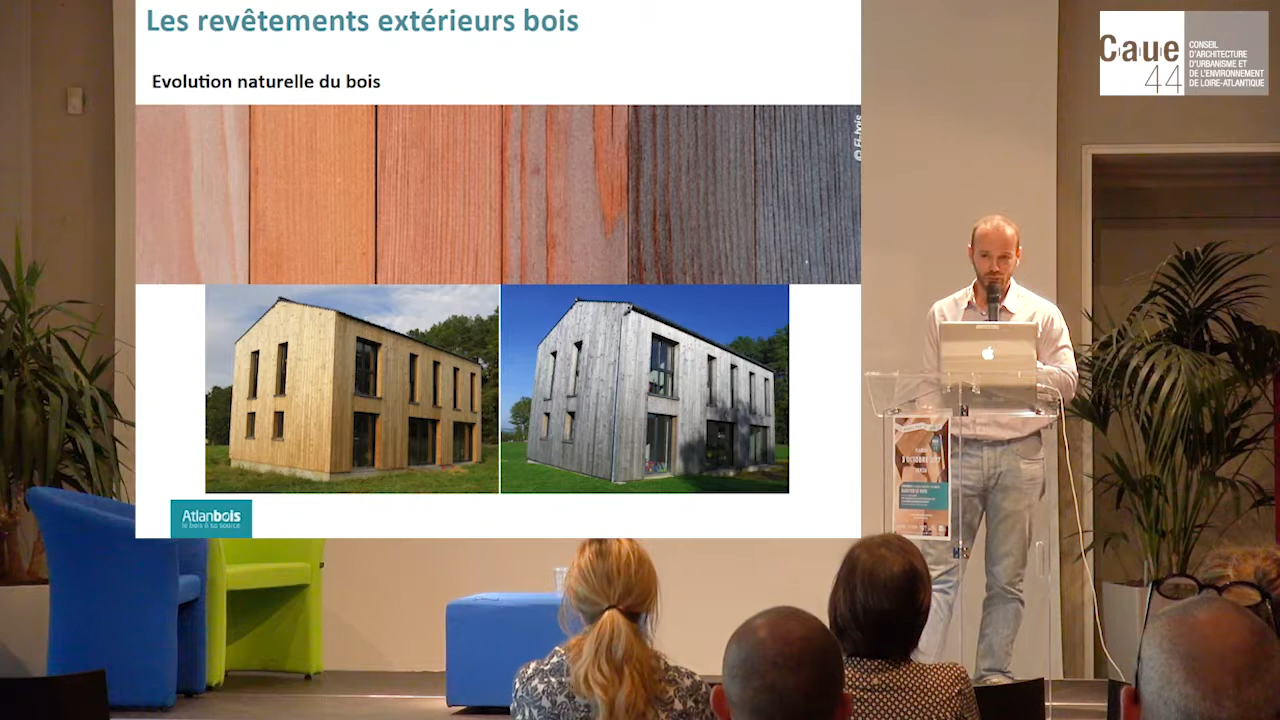 Les revêtements extérieurs bois
Evolution naturelle du bois
Caue
44
CONSEIL
D'ARCHITECTURE
D'URBANISME ET
DE L'ENVIRONNEMENT
DE LOIRE-ATLANTIQUE
Atlanbois
le bois à sa source